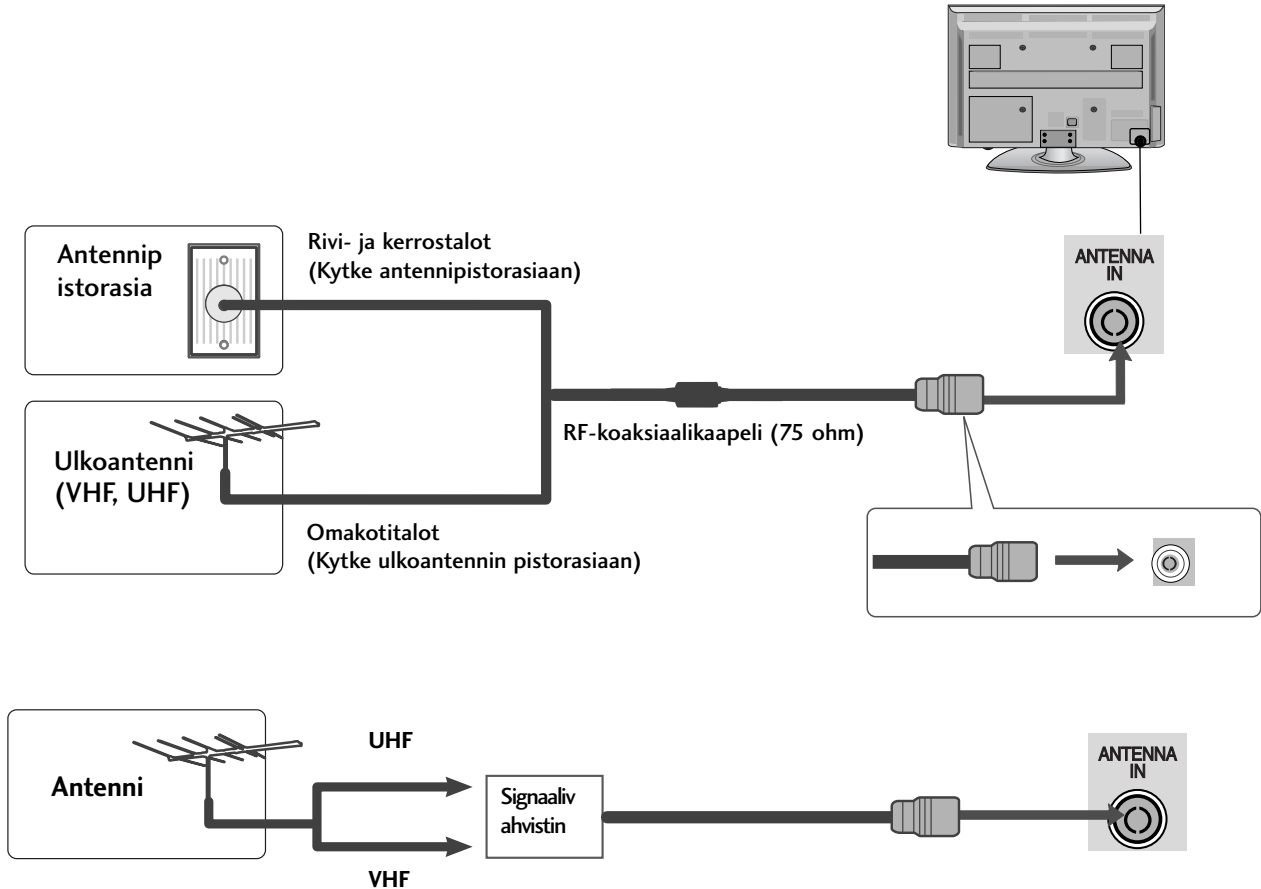 ANTENNA
IN
Antennip
istorasia
Rivi- ja kerrostalot
(Kytke antennipistorasiaan)
RF-koaksiaalikaapeli (75 ohm)
Ulkoantenni
(VHF, UHF)
Omakotitalot
(Kytke ulkoantennin pistorasiaan)
Antenni
UHF
VHF
Signaaliv
ahvistin
ANTENNA
IN